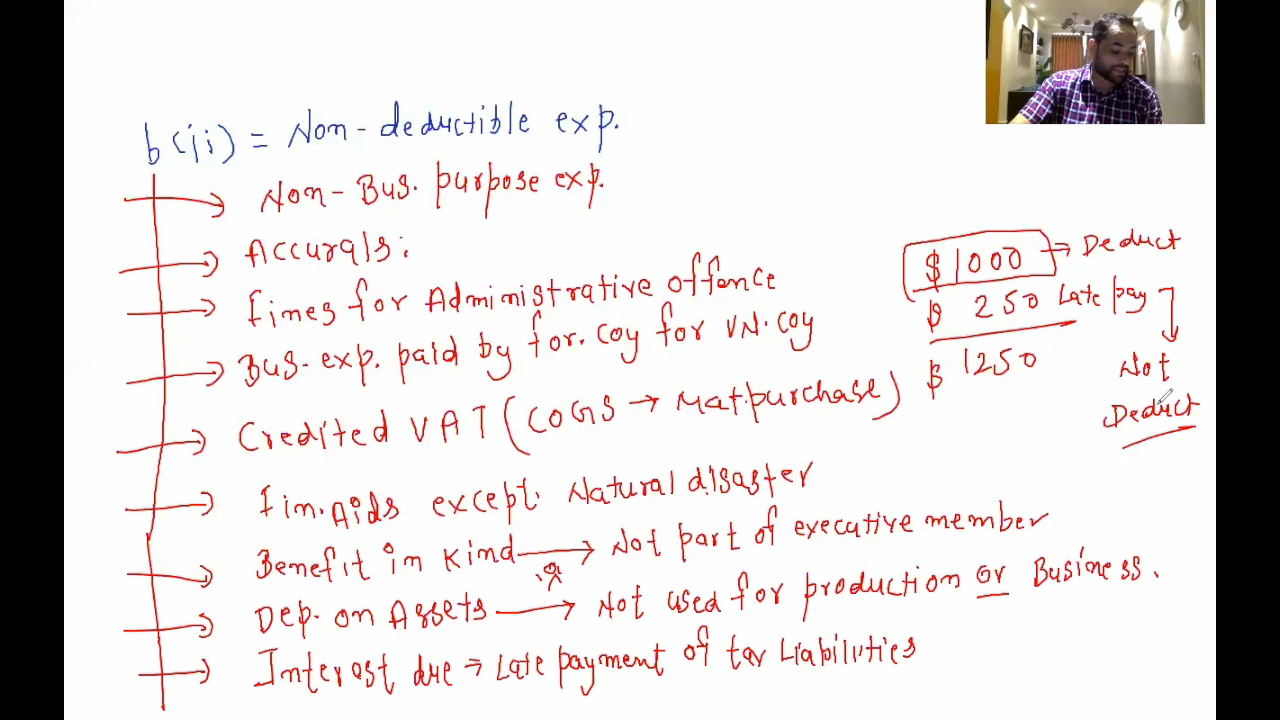 b(ii) = Non-deductible exp.
Non-Bus. purpose exp.
Accurals:
Fines for Administrative offence
Bus. exp. paid by for. coy for VN. coy
Credited VAT (COGS → Mat. purchase)
Fin. Aids except. Natural disaster
Benefit in Kind → Not part of executive member
Dep. on Assets → Not used for production or Business.
Interest due → Late payment of tax Liabilities
$ 1000 → Deduct
$ 250 Late pay
$ 1250
Not
Deduct